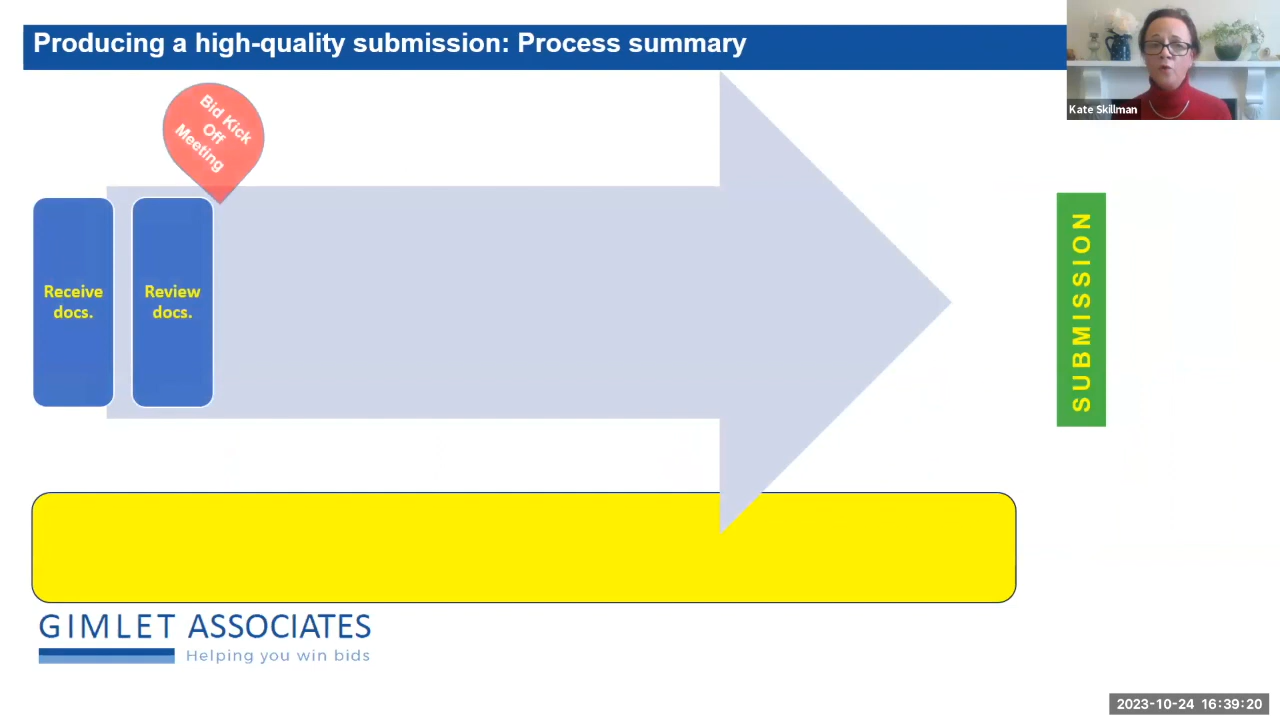 Producing a high-quality submission: Process summary
Kate Skillman
Bid Kick
Off
Meeting
Receive
docs.
Review
docs.
SUBMISSION
GIMLET ASSOCIATES
Helping you win bids
2023-10-24 16:39:20